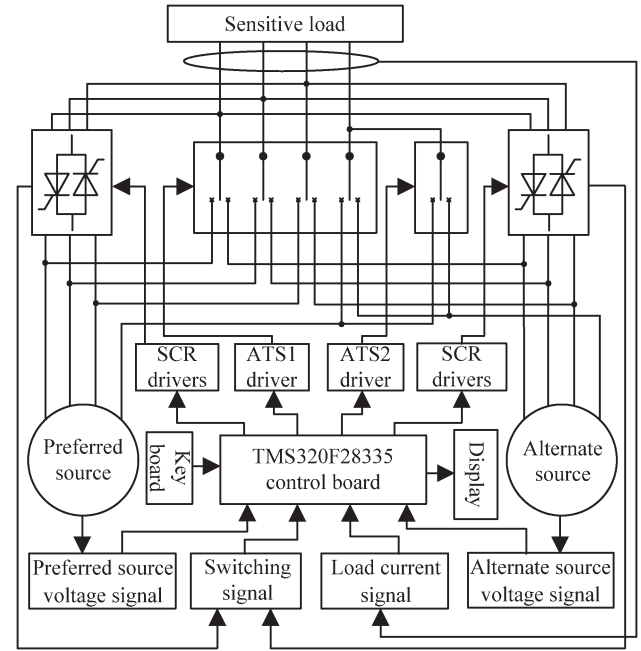 Sensitive load
SCR
drivers
ATS1
driver
ATS2
driver
SCR
drivers
Preferred
source
Key
board
TMS320F28335
control board
Display
Alternate
source
Preferred source
voltage signal
Switching
signal
Load current
signal
Alternate source
voltage signal